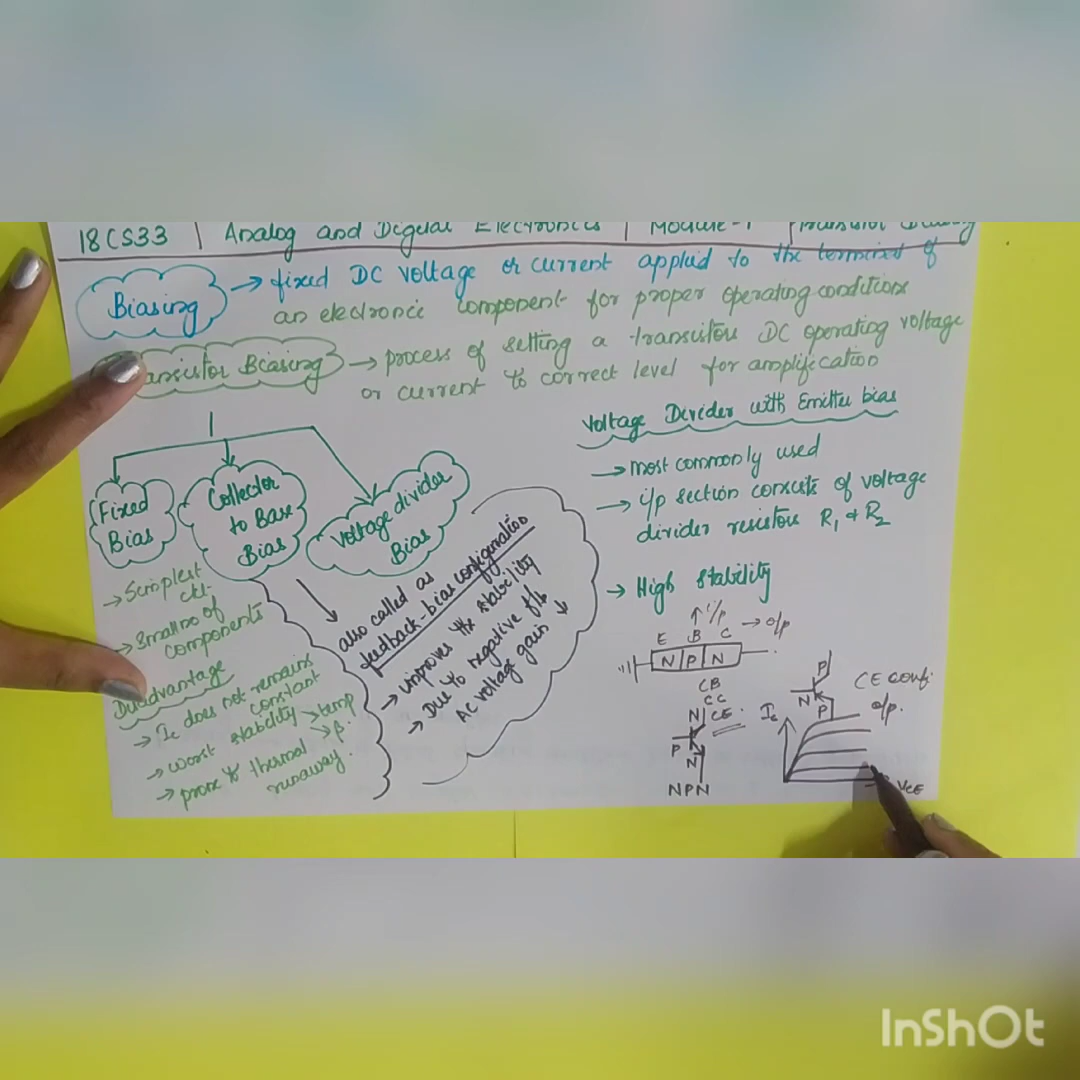 18CS33 | Analog and Digital Electronics | Module-1 | Transistor Biasing
Biasing → fixed DC voltage or current applied to the terminals of
an electronic component for proper operating conditions
ansistor Biasing → process of setting a transistors DC operating voltage
or current to correct level for amplification
Fixed
Bias
Collector
to Base
Bias
Voltage divider
Bias
→ Simplest
ckt.
→ Small no of
components
Disadvantage
→ Ic does not remains
constant
→ worst stability → temp
→ β.
→ prone to thermal
runaway.
also called as
feedback-bias configuration
→ improves the stability
→ Due to negative f/b
AC voltage gain ↓
Voltage Divider with Emitter bias
→ most commonly used
→ i/p section consists of voltage
divider resistors R1 & R2
→ High Stability
↑ i/p
E B C → o/p
N P N
CB
CC
CE.
N
P
N
NPN
P
N
P
CE conf:
o/p.
Ic
VCE
InShOt